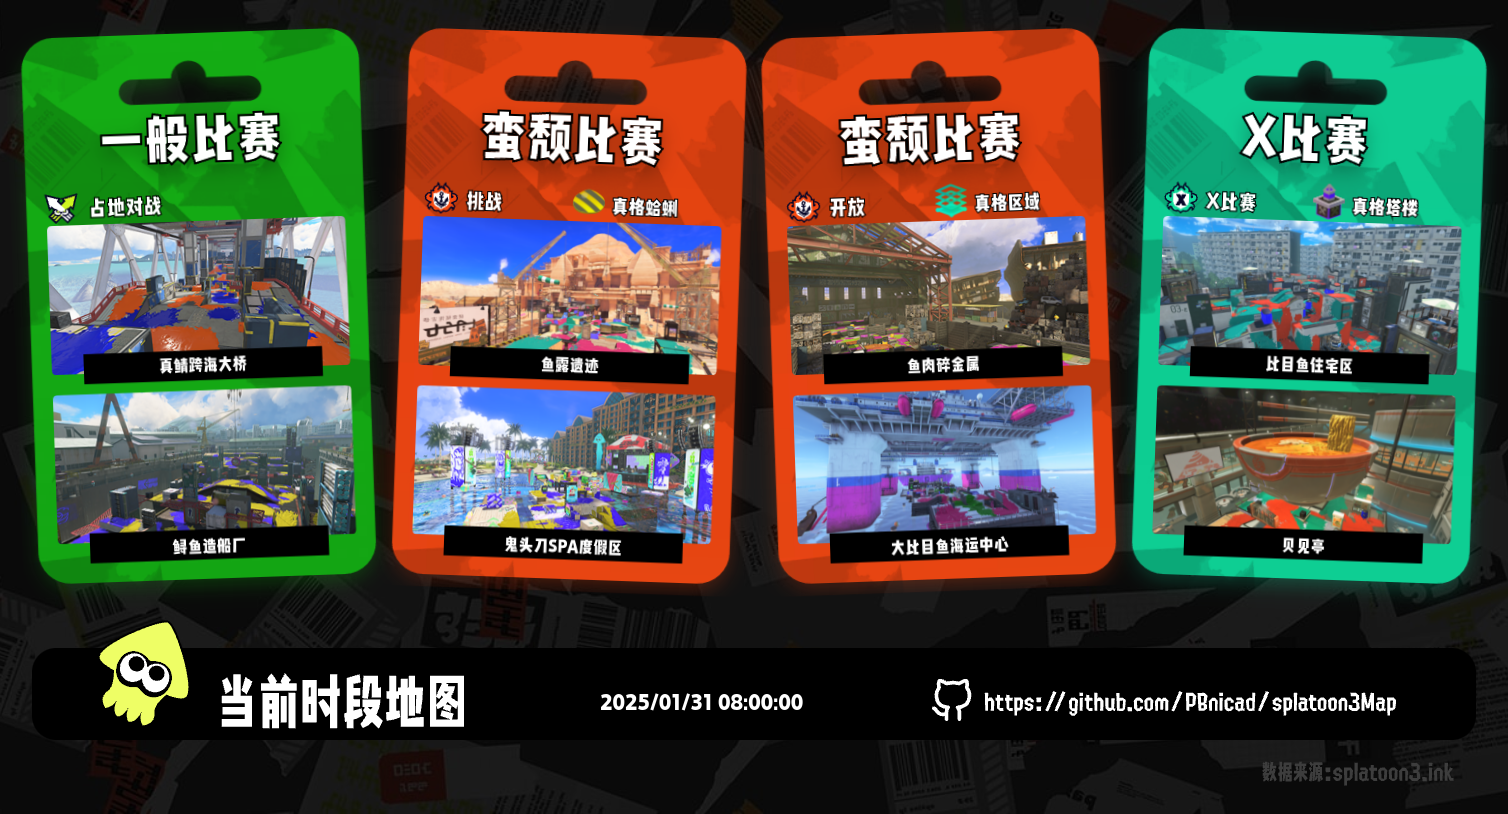 一般比赛
占地对战
真鲭跨海大桥
鲟鱼造船厂
蛮颓比赛
挑战
真格蛤蜊
鱼露遗迹
鬼头刀SPA度假区
蛮颓比赛
开放
真格区域
鱼肉碎金属
大比目鱼海运中心
X比赛
X比赛
真格塔楼
比目鱼住宅区
贝见亭
当前时段地图
2025/01/31 08:00:00
https://github.com/PBnicad/splatoon3Map
数据来源:splatoon3.ink